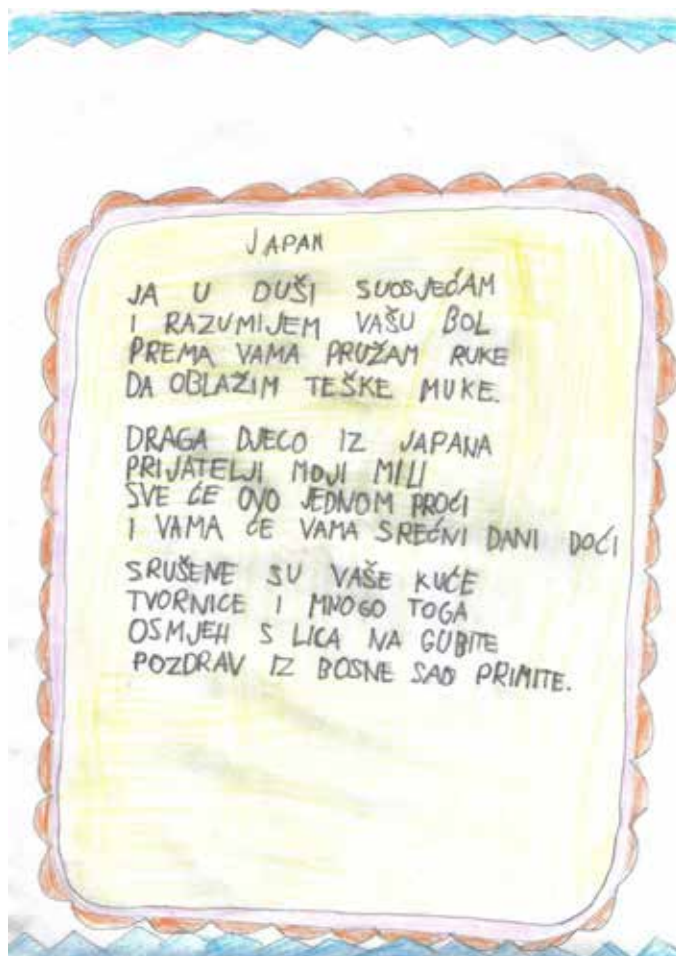 JAPAN
JA U DUŠI SUOSJEĆAM
I RAZUMIJEM VAŠU BOL
PREMA VAMA PRUŽAM RUKE
DA OBLAŽIM TEŠKE MUKE.
DRAGA DJECO IZ JAPANA
PRIJATELJI MOJI MILI
SVE ĆE OVO JEDNOM PROĆI
I VAMA ĆE VAMA SREĆNI DANI DOĆI
SRUŠENE SU VAŠE KUĆE
TVORNICE I MNOGO TOGA
OSMJEH S LICA NA GUBITE
POZDRAV IZ BOSNE SAD PRIMITE.